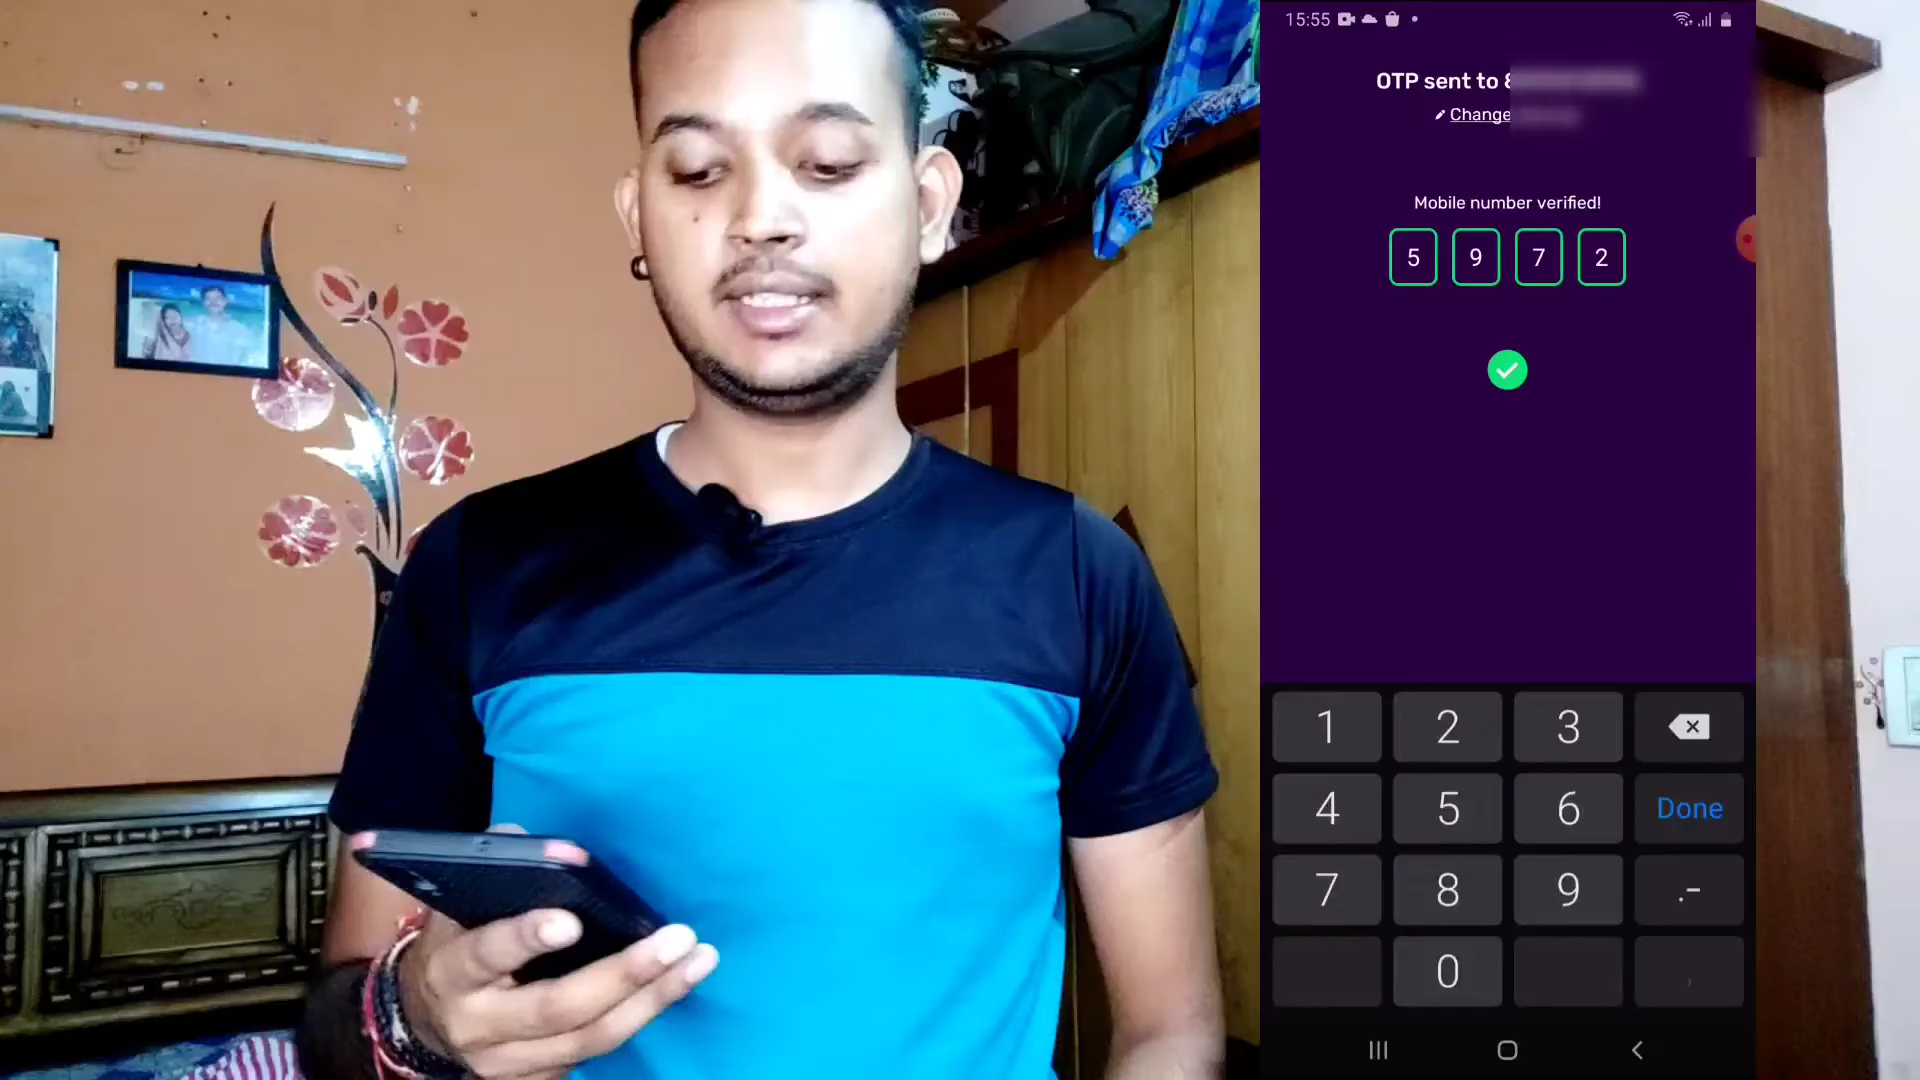 15:55
OTP sent to
Change
Mobile number verified!
5 9 7 2
1 2 3
4 5 6 Done
7 8 9 .-
0 ,